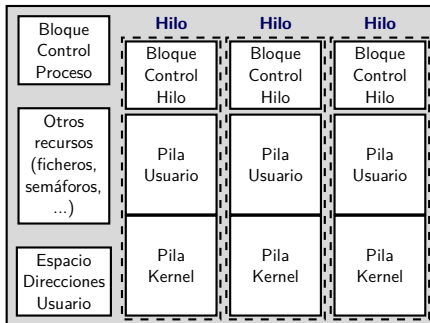 Bloque
Control
Proceso
Otros
recursos
(ficheros,
semáforos,
...)
Espacio
Direcciones
Usuario
Hilo
Bloque
Control
Hilo
Pila
Usuario
Pila
Kernel
Hilo
Bloque
Control
Hilo
Pila
Usuario
Pila
Kernel
Hilo
Bloque
Control
Hilo
Pila
Usuario
Pila
Kernel